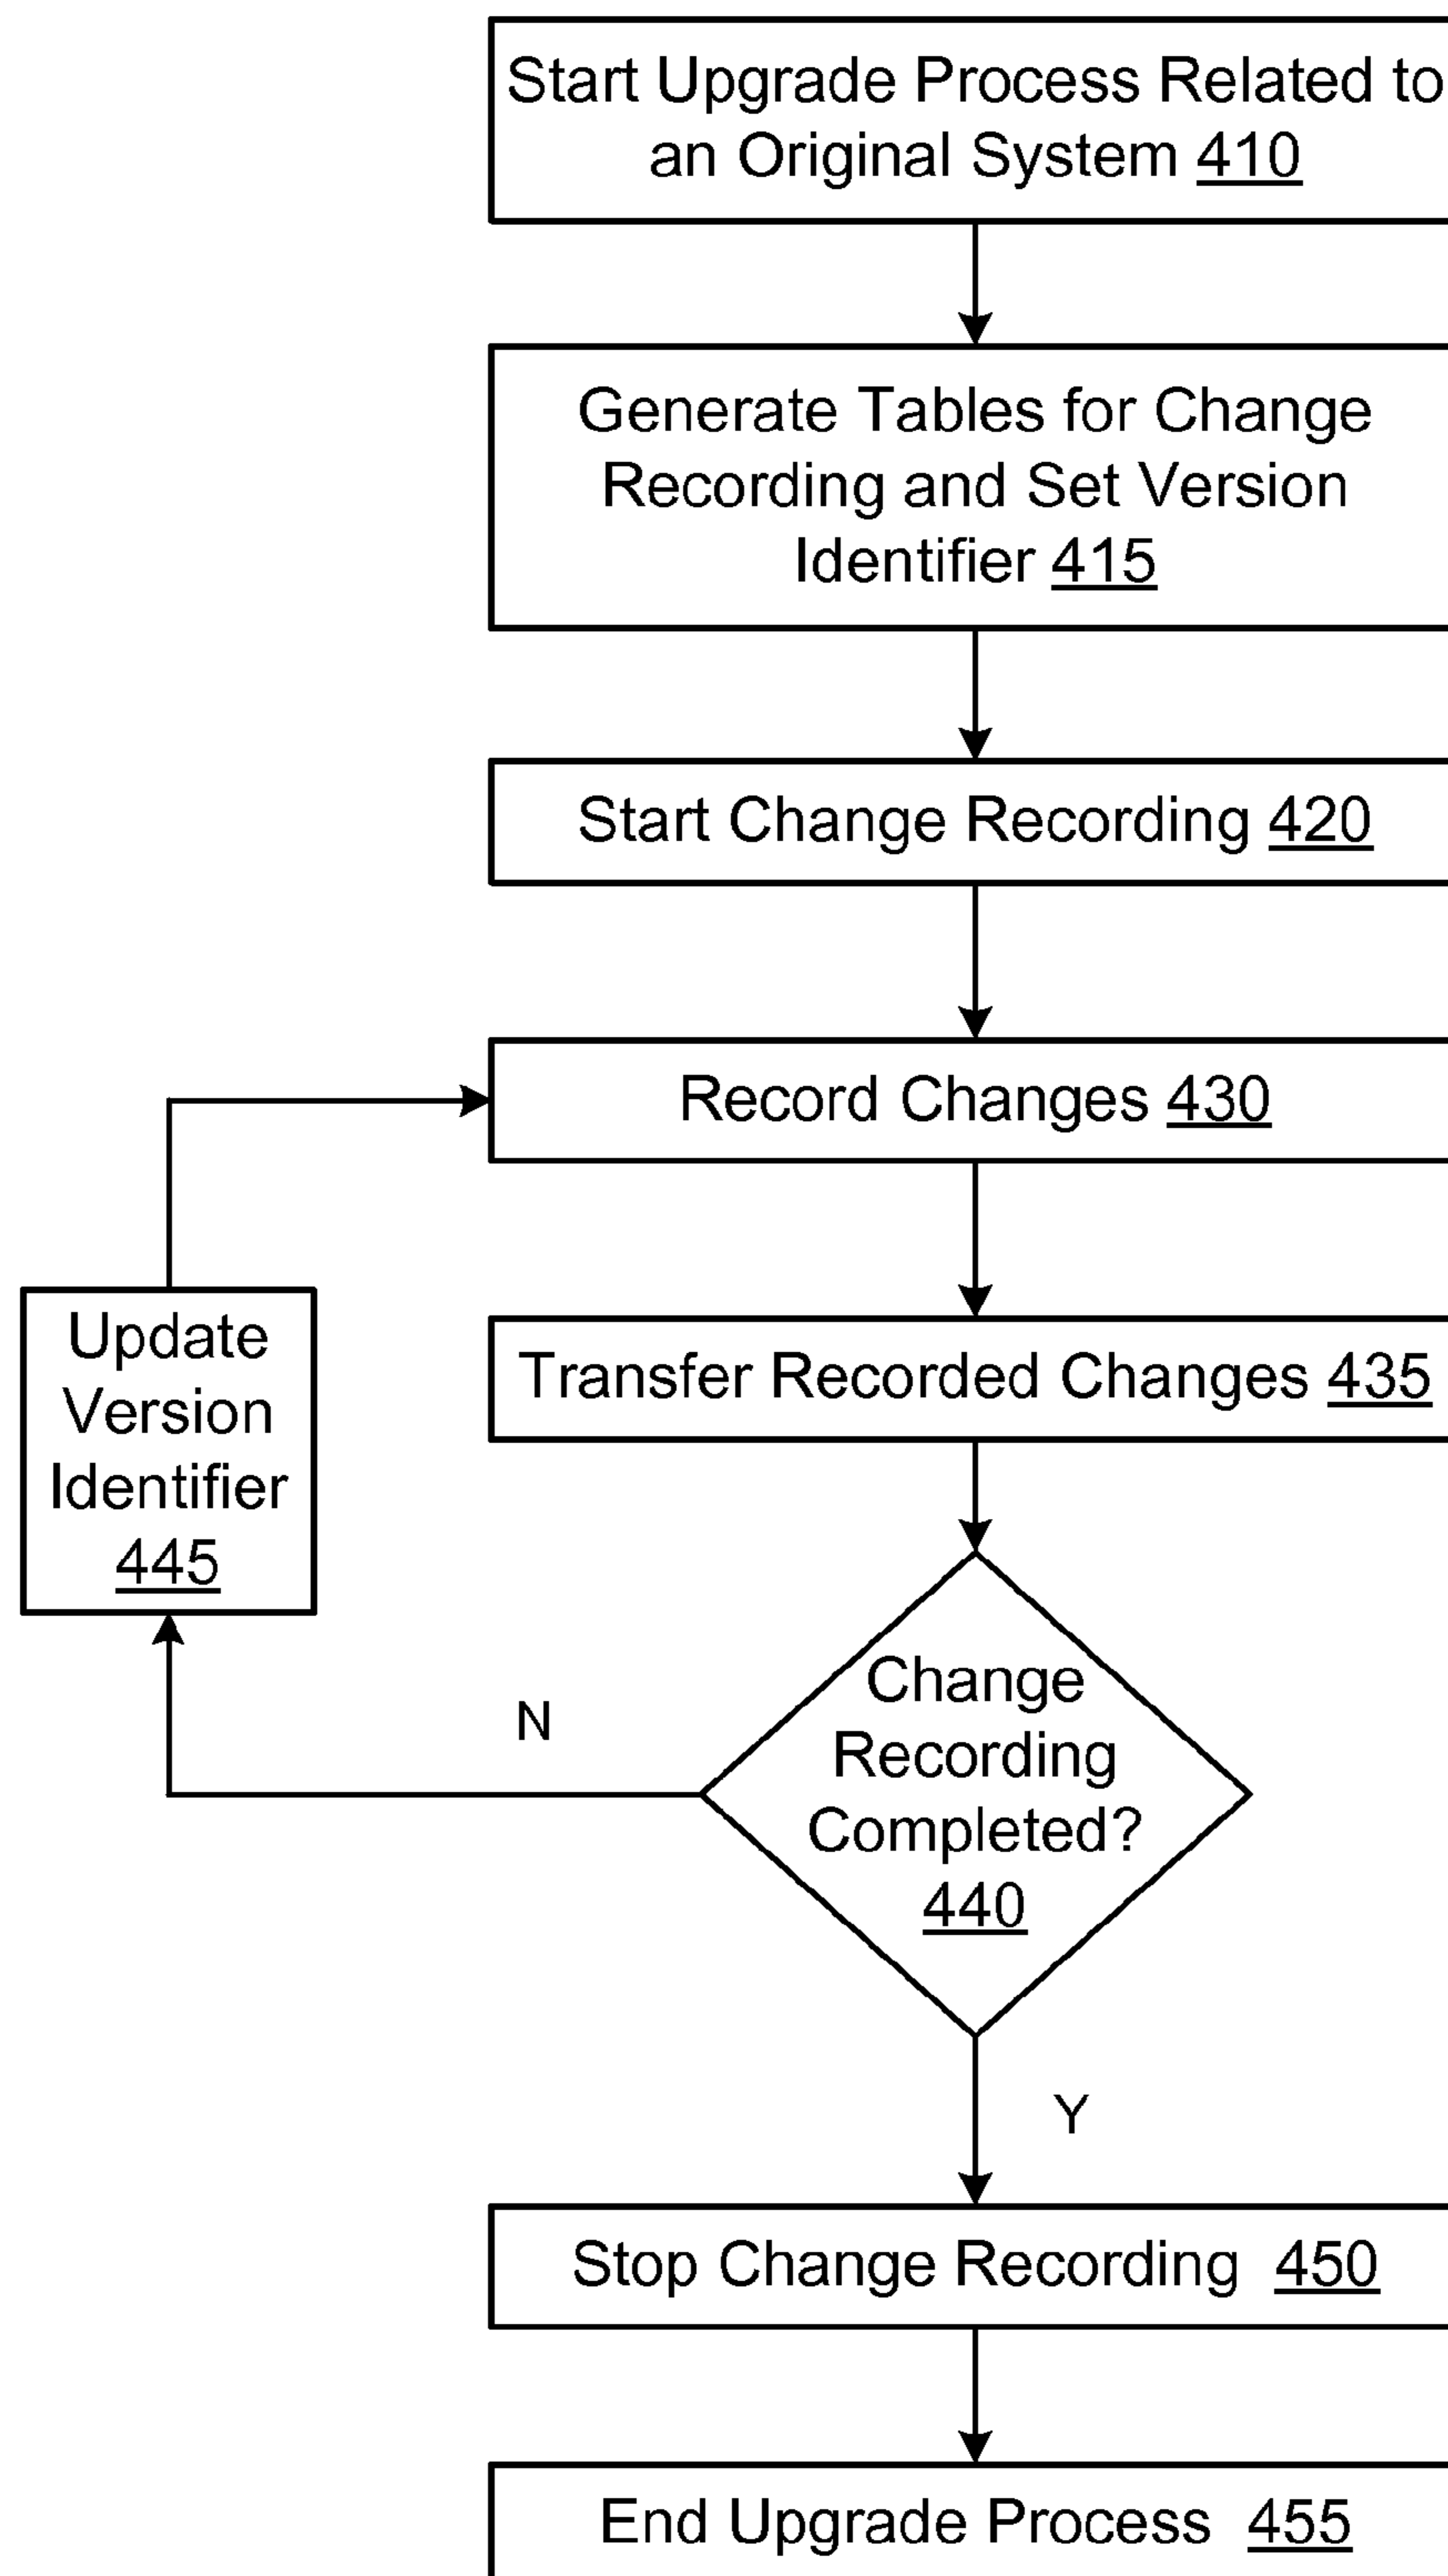 Start Upgrade Process Related to
an Original System 410
Generate Tables for Change
Recording and Set Version
Identifier 415
Start Change Recording 420
Record Changes 430
Transfer Recorded Changes 435
Update
Version
Identifier
445
Change
Recording
Completed?
440
N
Y
Stop Change Recording 450
End Upgrade Process 455